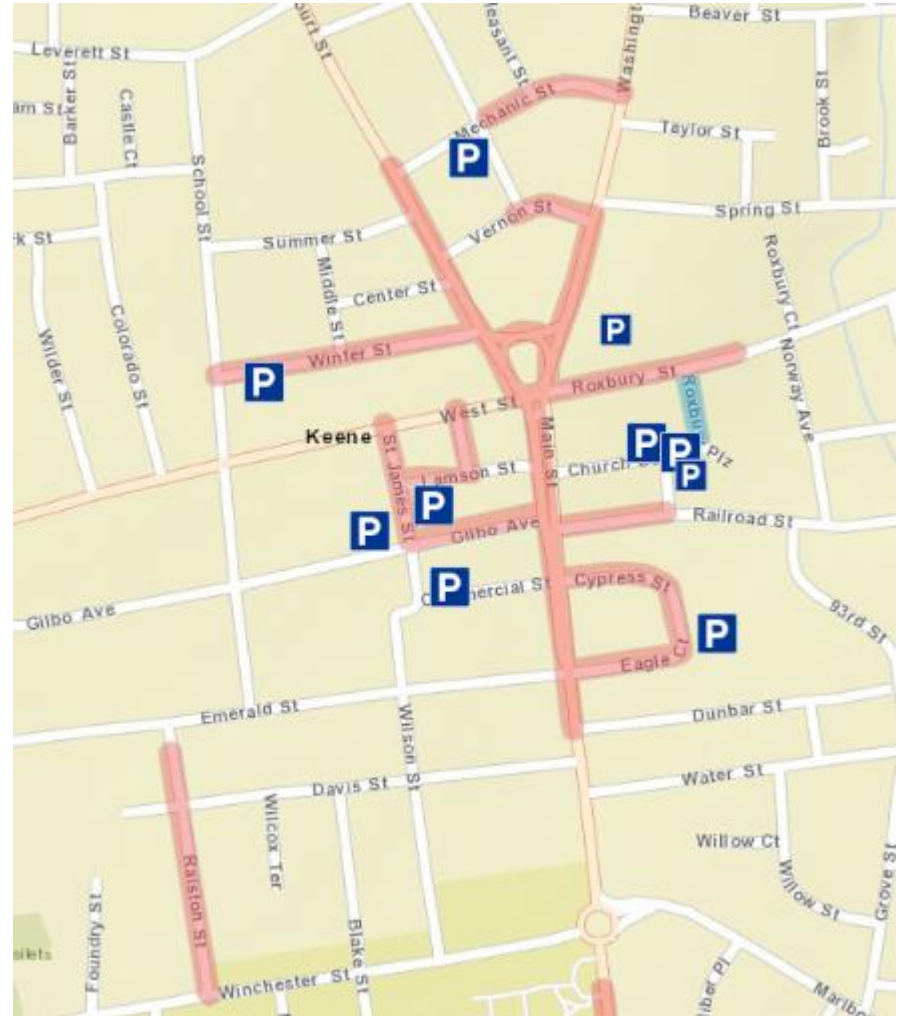 Beaver St
Leverett St
Barker St
Castle Ct
Mechanic St
P
Taylor St
Brook St
School St
Vernon St
Spring St
Summer St
Middle St
Center St
Colorado St
Wilder St
Roxbury Ct
Norway Ave
P
Winter St
P
Roxbury St
West St
Keene
Main St
St James St
Lamson St
Church
P
P
P
Plz
P
P
Gilbo Ave
Railroad St
P
Cypress St
Gilbo Ave
93rd St
P
Eagle Ct
Emerald St
Dunbar St
Wilson St
Davis St
Water St
Wilcox Ter
Willow Ct
Willow St
Grove St
Ralston St
Foundry St
Blake St
Winchester St